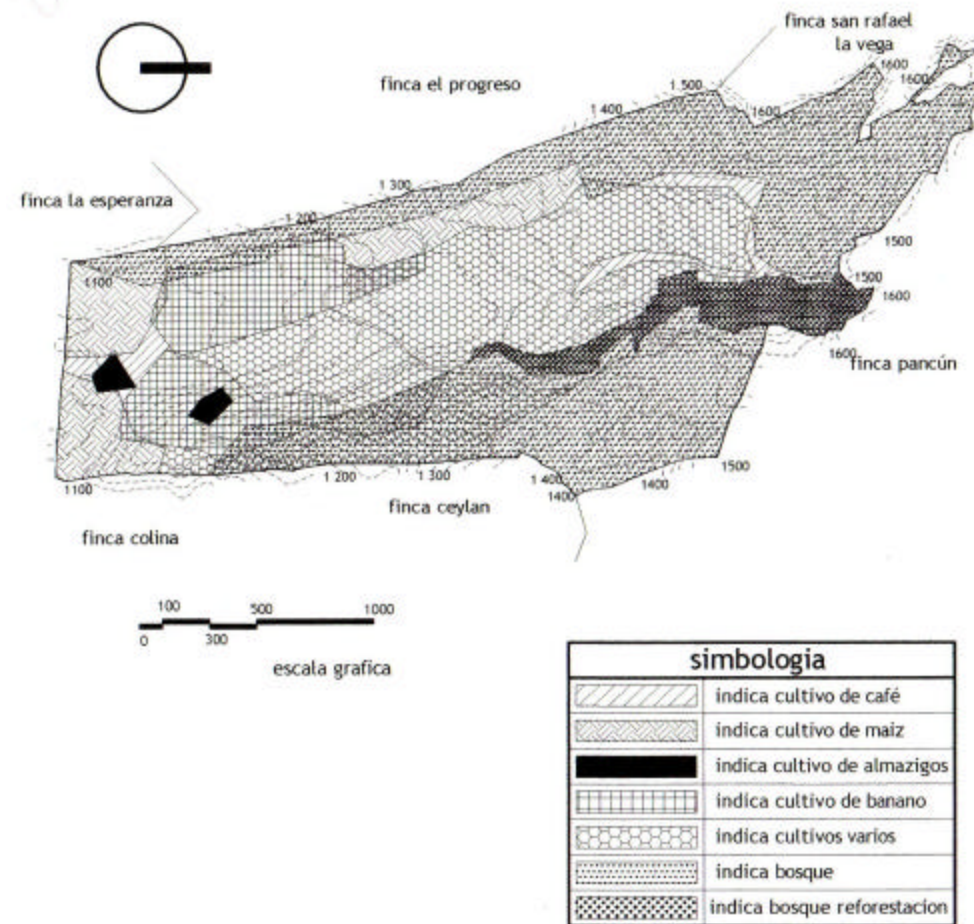 finca san rafael
la vega
finca el progreso
1 500
1600
1600
1600
1 400
1 300
finca la esperanza
1 200
1100
1500
1500
1600
1600
finca pancún
1100
1 200
1 300
1 400
1400
1400
1500
finca ceylan
finca colina
100
500
1000
0
300
escala grafica
simbologia
indica cultivo de café
indica cultivo de maiz
indica cultivo de almazigos
indica cultivo de banano
indica cultivos varios
indica bosque
indica bosque reforestacion